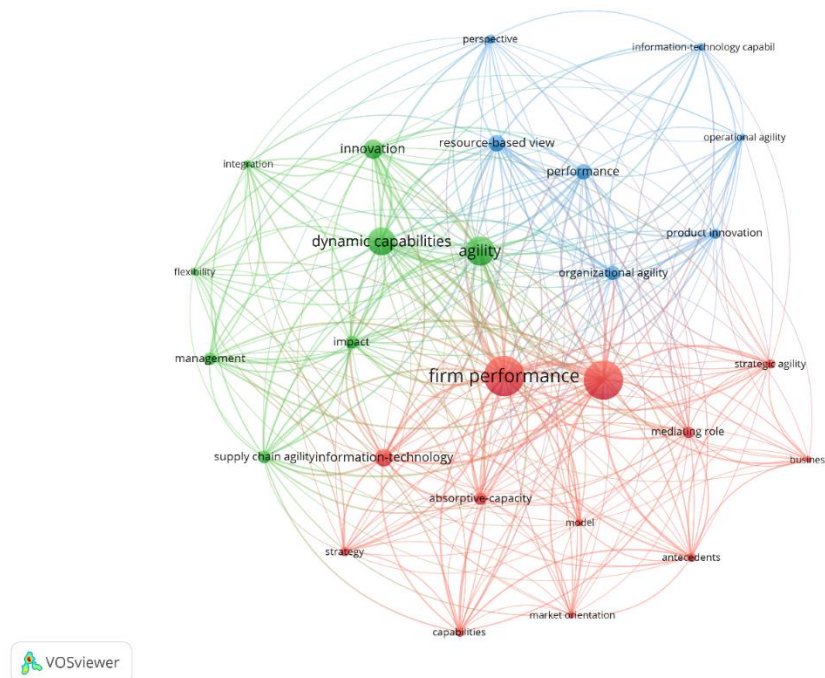 perspective
information-technology capabil
operational agility
innovation
resource-based view
integration
performance
product innovation
dynamic capabilities
agility
flexibility
organizational agility
impact
management
strategic agility
firm performance
mediating role
supply chain agility
information-technology
busines
absorptive-capacity
model
strategy
antecedents
market orientation
capabilities
VOSviewer